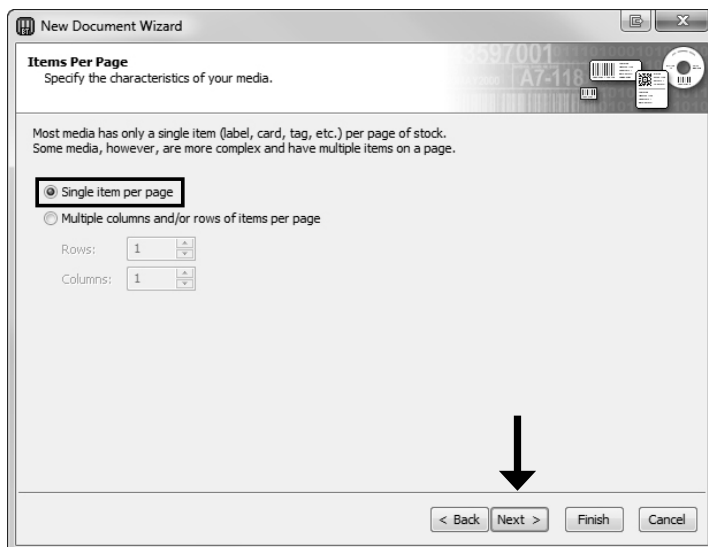 New Document Wizard
Items Per Page
Specify the characteristics of your media.
3597001
A7-118
Most media has only a single item (label, card, tag, etc.) per page of stock.
Some media, however, are more complex and have multiple items on a page.
Single item per page
Multiple columns and/or rows of items per page
Rows: 1
Columns: 1
< Back Next > Finish Cancel